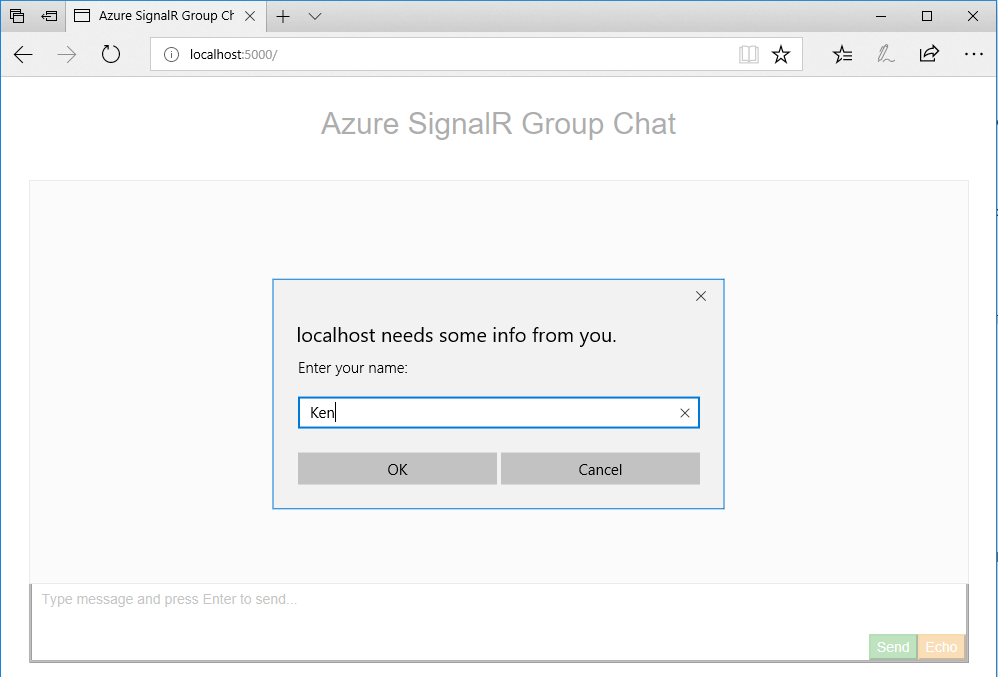 Azure SignalR Group Ch
localhost:5000/
Azure SignalR Group Chat
localhost needs some info from you.
Enter your name:
Ken
OK Cancel
Type message and press Enter to send...
Send Echo